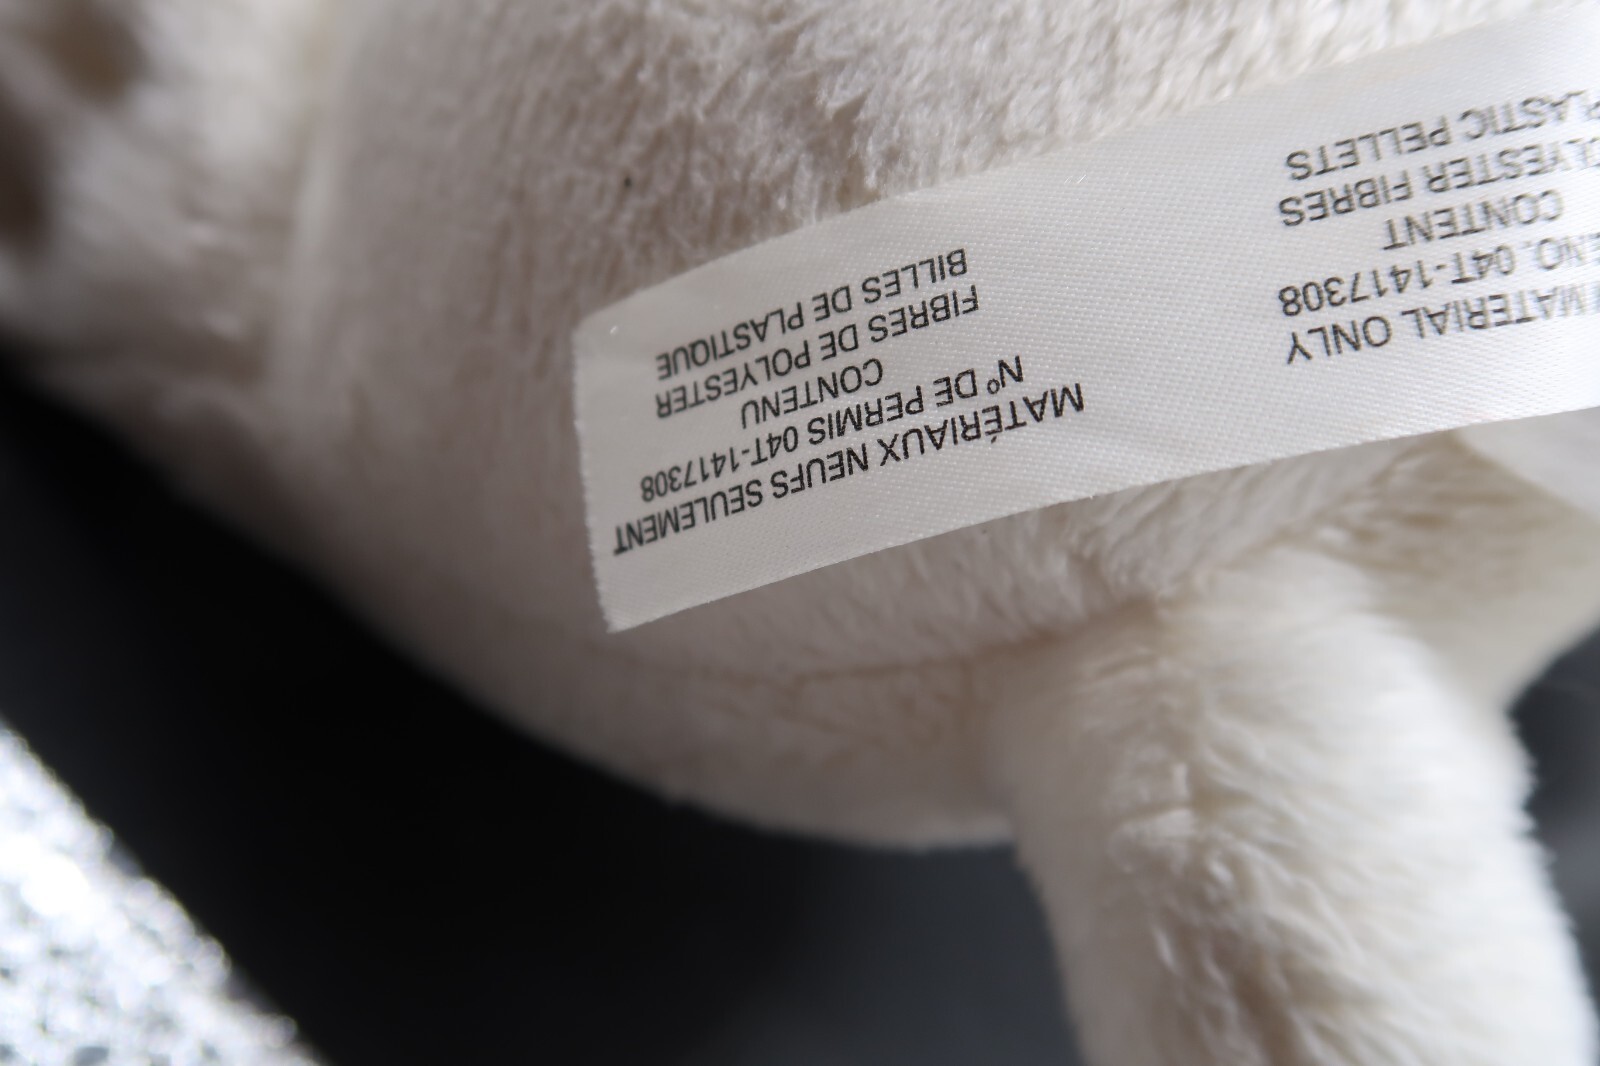 MATÉRIAUX NEUFS SEULEMENT
Nº DE PERMIS 04T-1417308
CONTENU
FIBRES DE POLYESTER
BILLES DE PLASTIQUE
MATERIAL ONLY
NO. 04T-1417308
CONTENT
POLYESTER FIBRES
PLASTIC PELLETS